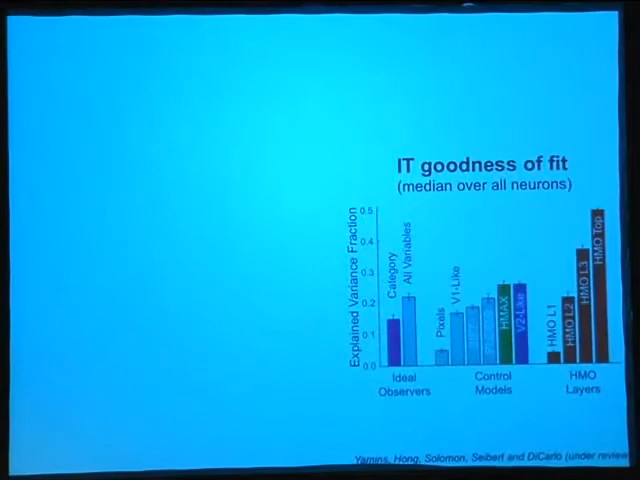 IT goodness of fit
(median over all neurons)
Explained Variance Fraction
0.5
0.4
0.3
0.2
0.1
0.0
Category
All Variables
Pixels
V1-Like
HMAX
V2-Like
HMO L1
HMO L2
HMO L3
HMO Top
Ideal
Observers
Control
Models
HMO
Layers
Yamins, Hong, Solomon, Seibert and DiCarlo (under review